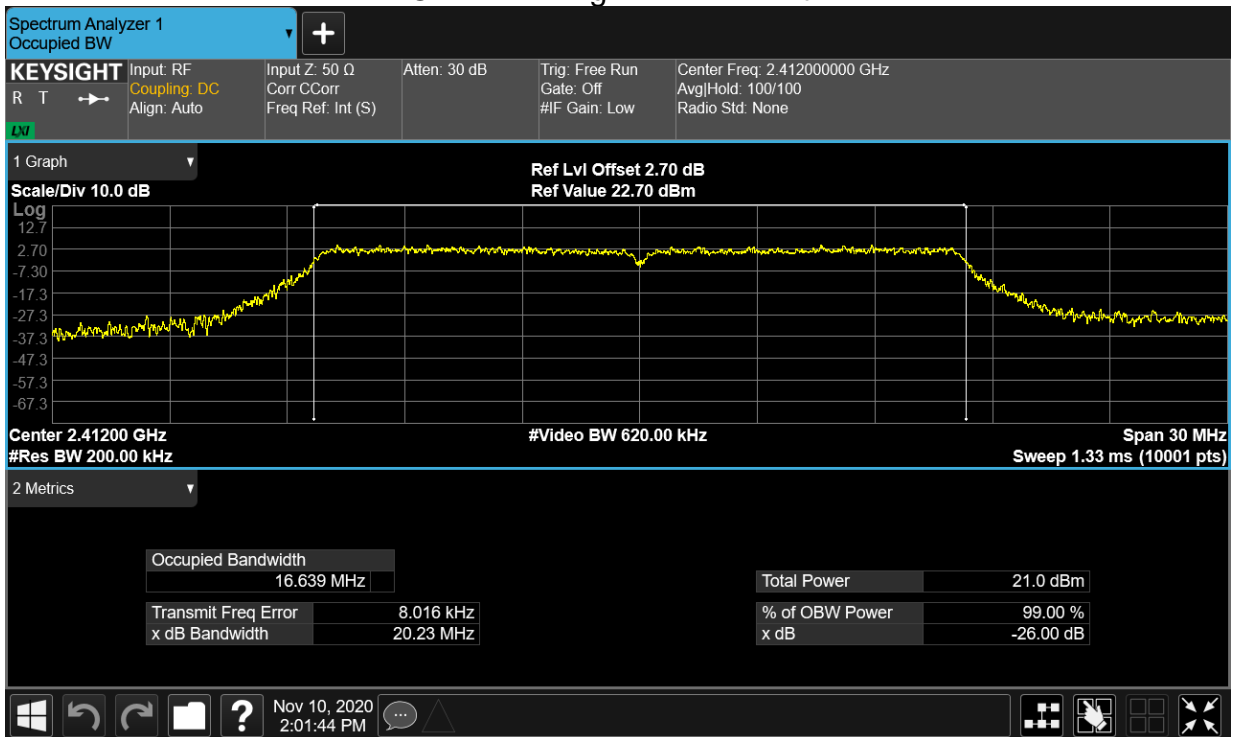 Spectrum Analyzer 1
Occupied BW
KEYSIGHT
R T
LXI
Input: RF
Coupling: DC
Align: Auto
Input Z: 50 Ω
Corr CCorr
Freq Ref: Int (S)
Atten: 30 dB
Trig: Free Run
Gate: Off
#IF Gain: Low
Center Freq: 2.412000000 GHz
Avg|Hold: 100/100
Radio Std: None
1 Graph
Scale/Div 10.0 dB
Ref Lvl Offset 2.70 dB
Ref Value 22.70 dBm
Log
12.7
2.70
-7.30
-17.3
-27.3
-37.3
-47.3
-57.3
-67.3
Center 2.41200 GHz
#Video BW 620.00 kHz
Span 30 MHz
#Res BW 200.00 kHz
Sweep 1.33 ms (10001 pts)
2 Metrics
Occupied Bandwidth
16.639 MHz
Total Power 21.0 dBm
Transmit Freq Error 8.016 kHz
% of OBW Power 99.00 %
x dB Bandwidth 20.23 MHz
x dB -26.00 dB
Nov 10, 2020
2:01:44 PM